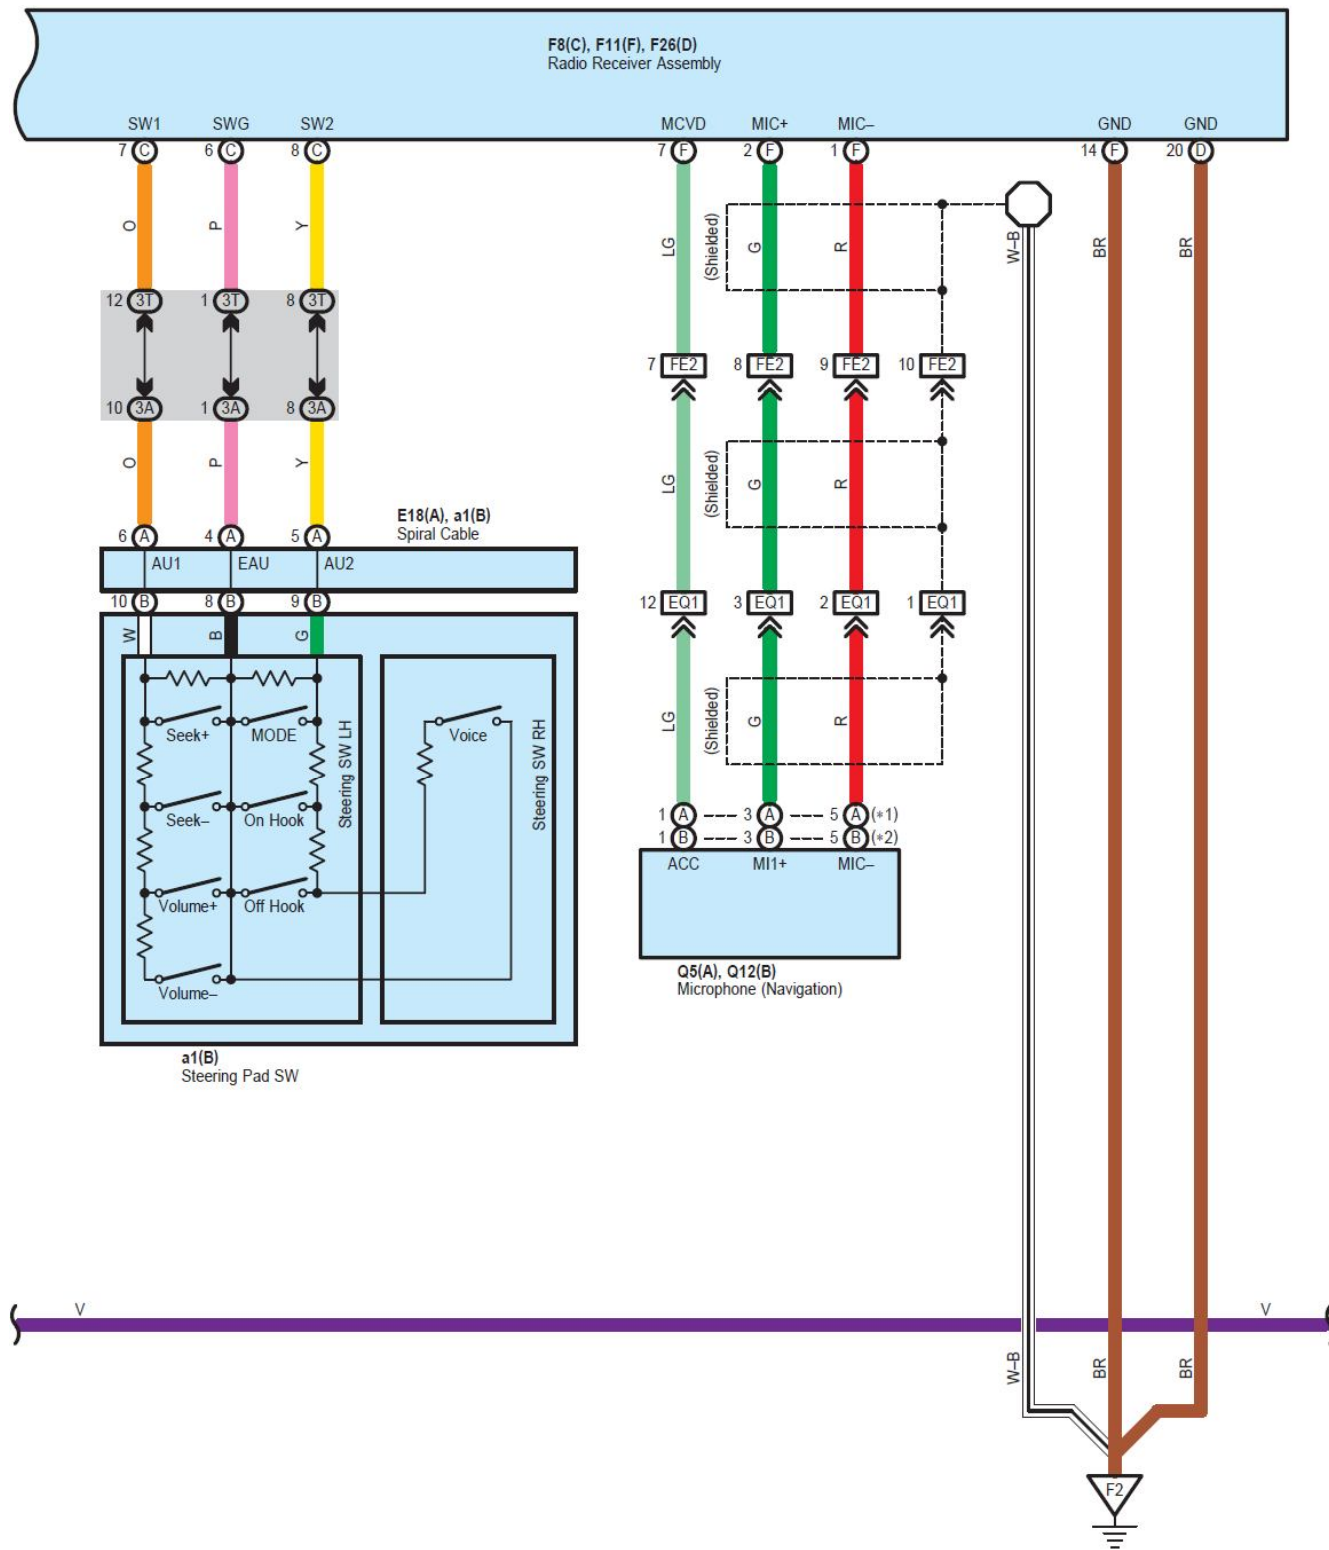 F8(C), F11(F), F26(D)
Radio Receiver Assembly
SW1 SWG SW2 MCVD MIC+ MIC– GND GND
7 C 6 C 8 C 7 F 2 F 1 F 14 F 20 D
O P Y LG (Shielded) G R W–B BR BR
12 3T 1 3T 8 3T
7 FE2 8 FE2 9 FE2 10 FE2
10 3A 1 3A 8 3A
O P Y LG (Shielded) G R
E18(A), a1(B)
Spiral Cable
6 A 4 A 5 A
AU1 EAU AU2
10 B 8 B 9 B
12 EQ1 3 EQ1 2 EQ1 1 EQ1
W B G
LG (Shielded) G R
Seek+ MODE Voice
Steering SW LH
Steering SW RH
Seek– On Hook
1 A 3 A 5 A (*1)
1 B 3 B 5 B (*2)
ACC MI1+ MIC–
Volume+ Off Hook
Volume–
Q5(A), Q12(B)
Microphone (Navigation)
a1(B)
Steering Pad SW
V V
W–B BR BR
F2